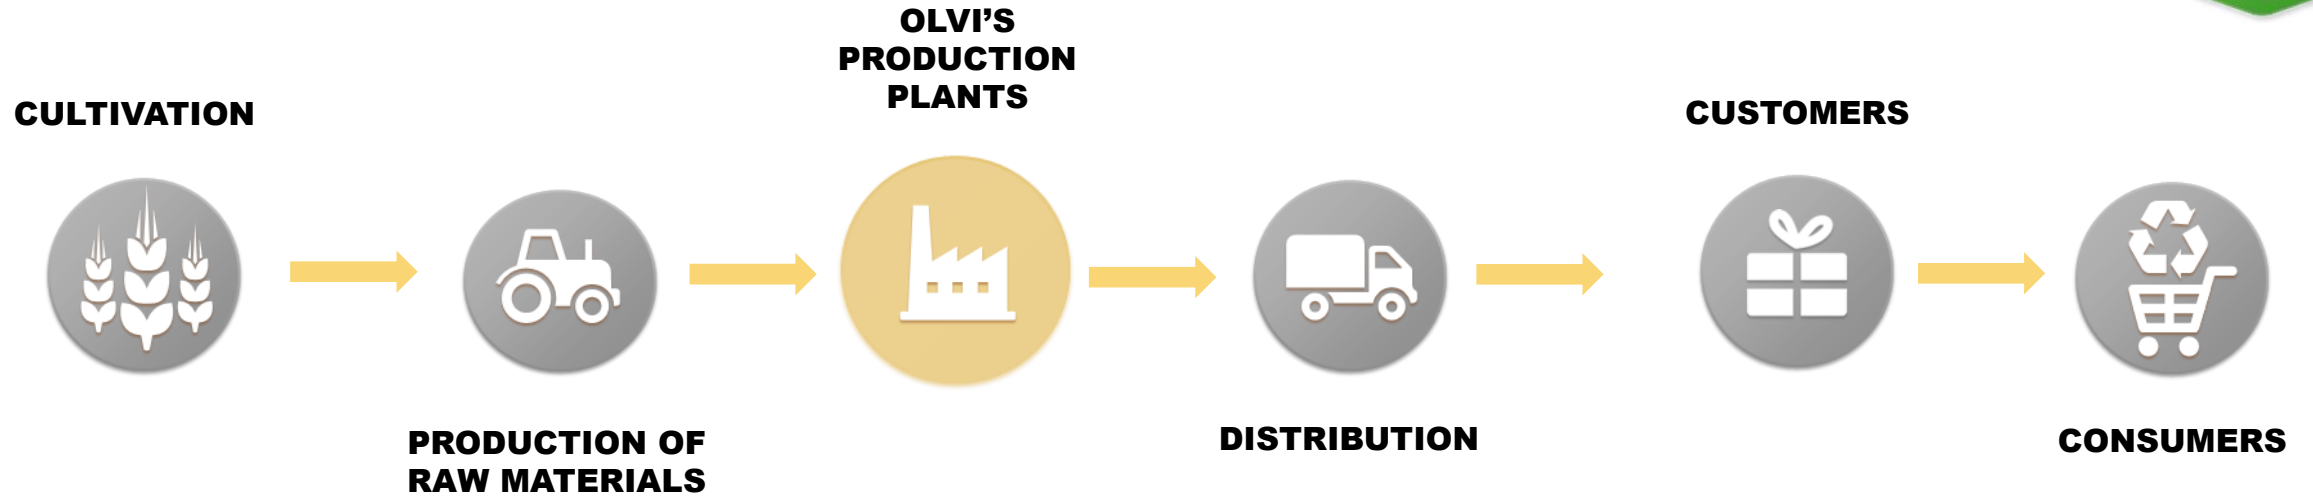 CULTIVATION
PRODUCTION OF
RAW MATERIALS
OLVI’S
PRODUCTION
PLANTS
DISTRIBUTION
CUSTOMERS
CONSUMERS